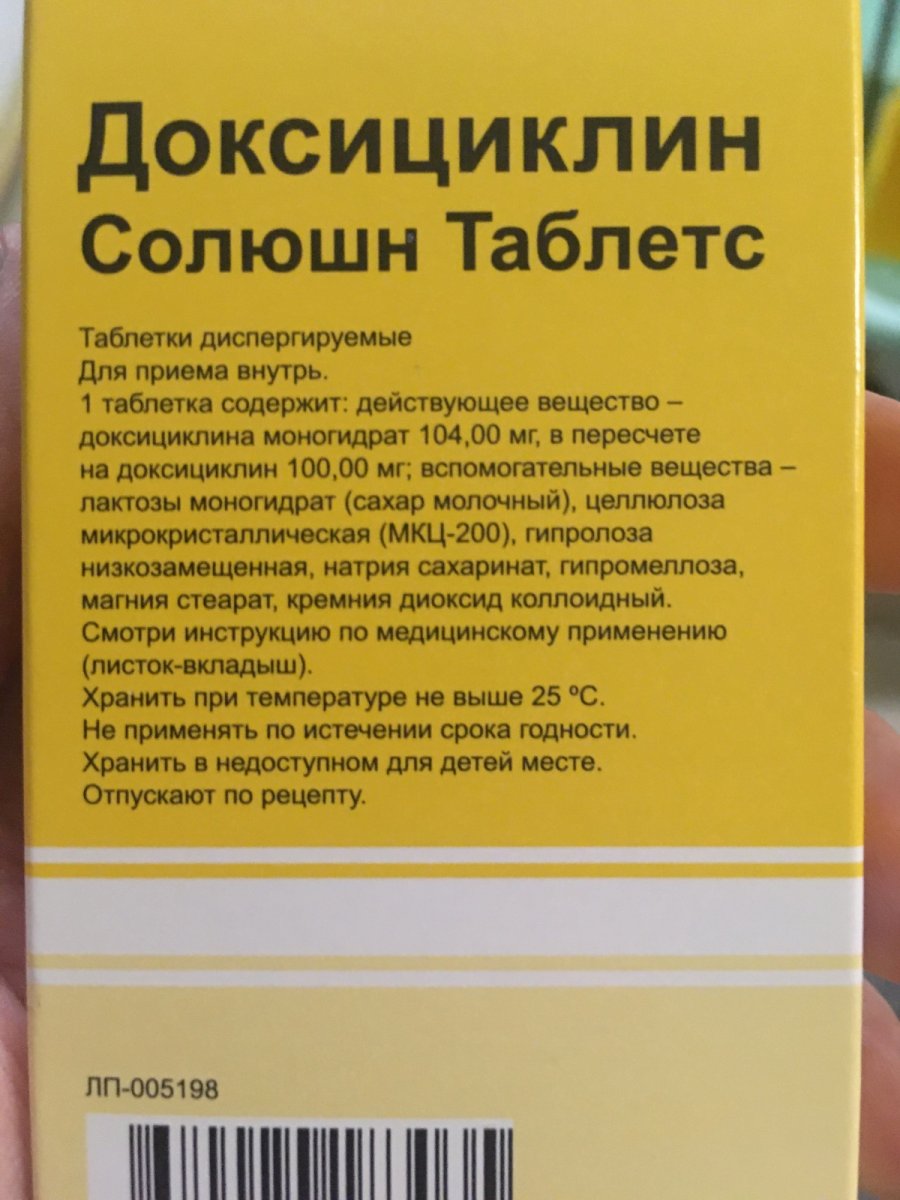 Доксициклин
Солюшн Таблетс
Таблетки диспергируемые
Для приема внутрь.
1 таблетка содержит: действующее вещество –
доксициклина моногидрат 104,00 мг, в пересчете
на доксициклин 100,00 мг; вспомогательные вещества –
лактозы моногидрат (сахар молочный), целлюлоза
микрокристаллическая (МКЦ-200), гипролоза
низкозамещенная, натрия сахаринат, гипромеллоза,
магния стеарат, кремния диоксид коллоидный.
Смотри инструкцию по медицинскому применению
(листок-вкладыш).
Хранить при температуре не выше 25 ºС.
Не применять по истечении срока годности.
Хранить в недоступном для детей месте.
Отпускают по рецепту.
ЛП-005198